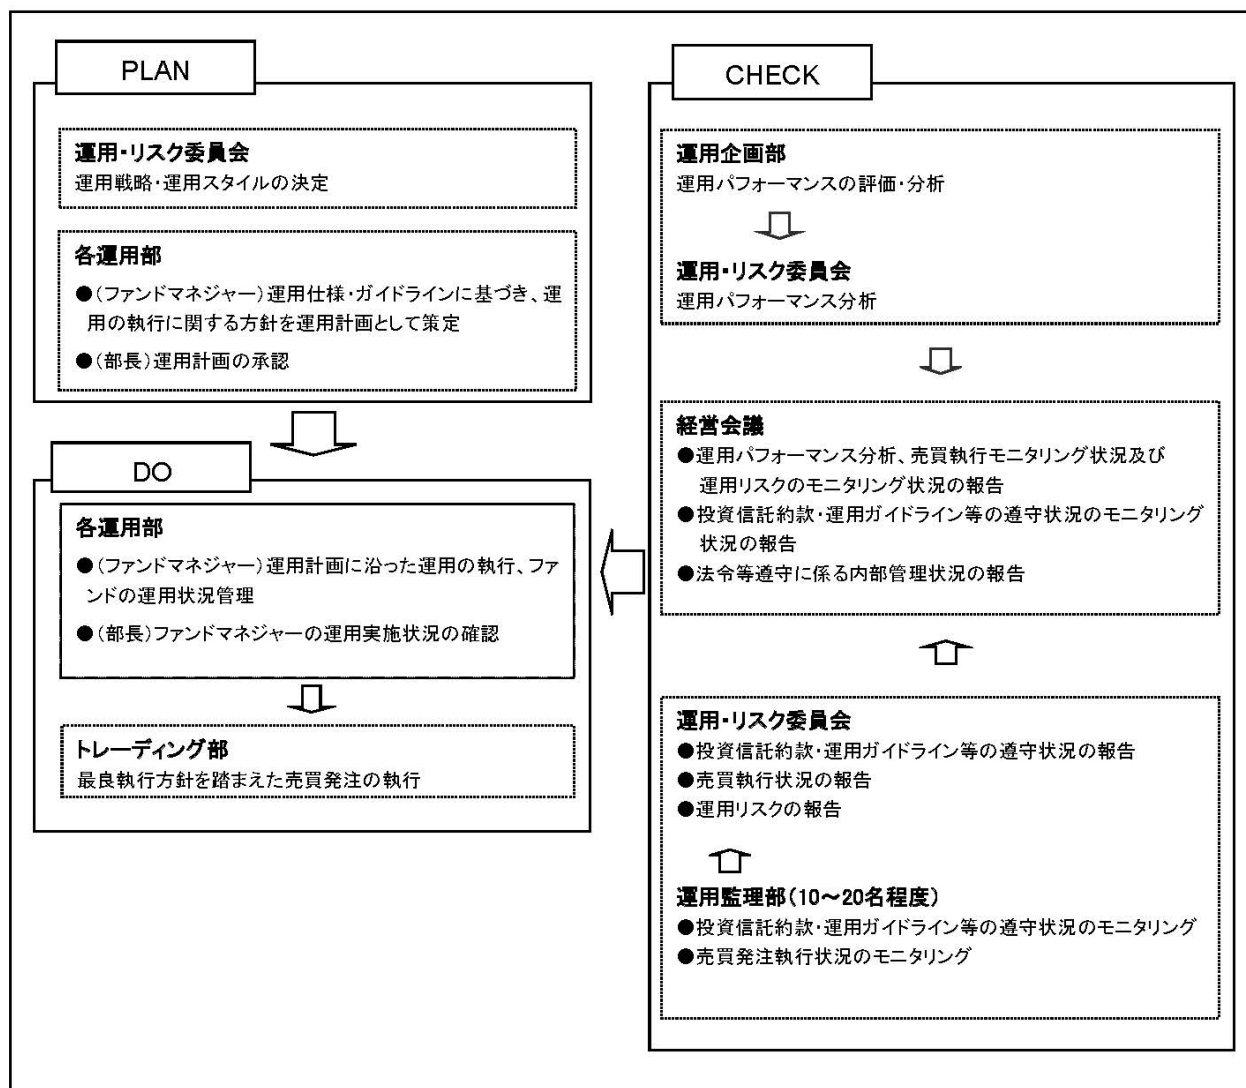 PLAN
運用・リスク委員会
運用戦略・運用スタイルの決定
各運用部
●(ファンドマネジャー)運用仕様・ガイドラインに基づき、運
用の執行に関する方針を運用計画として策定
●(部長)運用計画の承認
DO
各運用部
●(ファンドマネジャー)運用計画に沿った運用の執行、ファ
ンドの運用状況管理
●(部長)ファンドマネジャーの運用実施状況の確認
トレーディング部
最良執行方針を踏まえた売買発注の執行
CHECK
運用企画部
運用パフォーマンスの評価・分析
運用・リスク委員会
運用パフォーマンス分析
経営会議
●運用パフォーマンス分析、売買執行モニタリング状況及び
運用リスクのモニタリング状況の報告
●投資信託約款・運用ガイドライン等の遵守状況のモニタリング
状況の報告
●法令等遵守に係る内部管理状況の報告
運用・リスク委員会
●投資信託約款・運用ガイドライン等の遵守状況の報告
●売買執行状況の報告
●運用リスクの報告
運用監理部(10～20名程度)
●投資信託約款・運用ガイドライン等の遵守状況のモニタリング
●売買発注執行状況のモニタリング